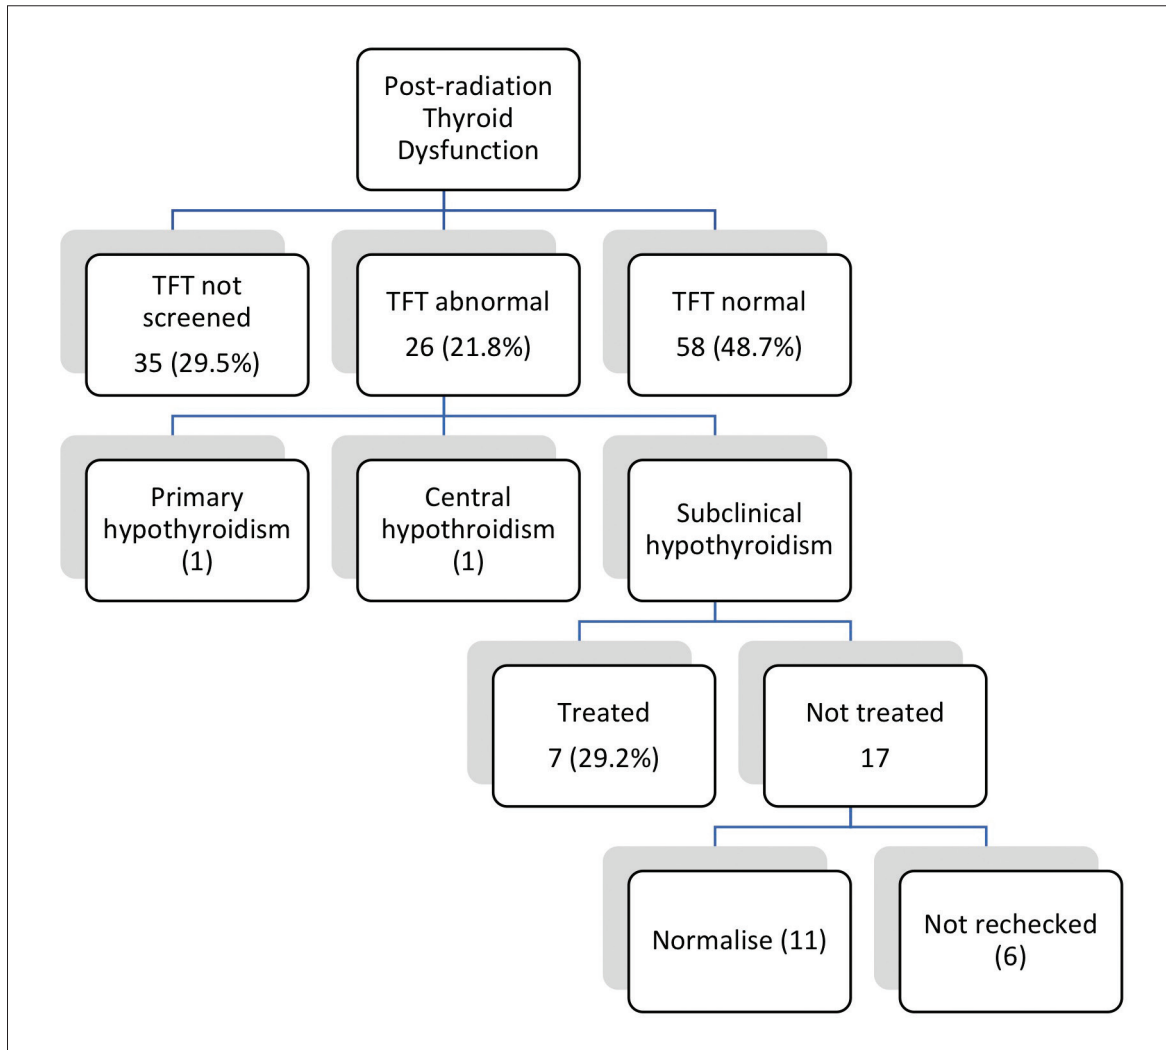 Post-radiation
Thyroid
Dysfunction
TFT not
screened
35 (29.5%)
TFT abnormal
26 (21.8%)
TFT normal
58 (48.7%)
Primary
hypothyroidism
(1)
Central
hypothroidism
(1)
Subclinical
hypothyroidism
Treated
7 (29.2%)
Not treated
17
Normalise (11)
Not rechecked
(6)